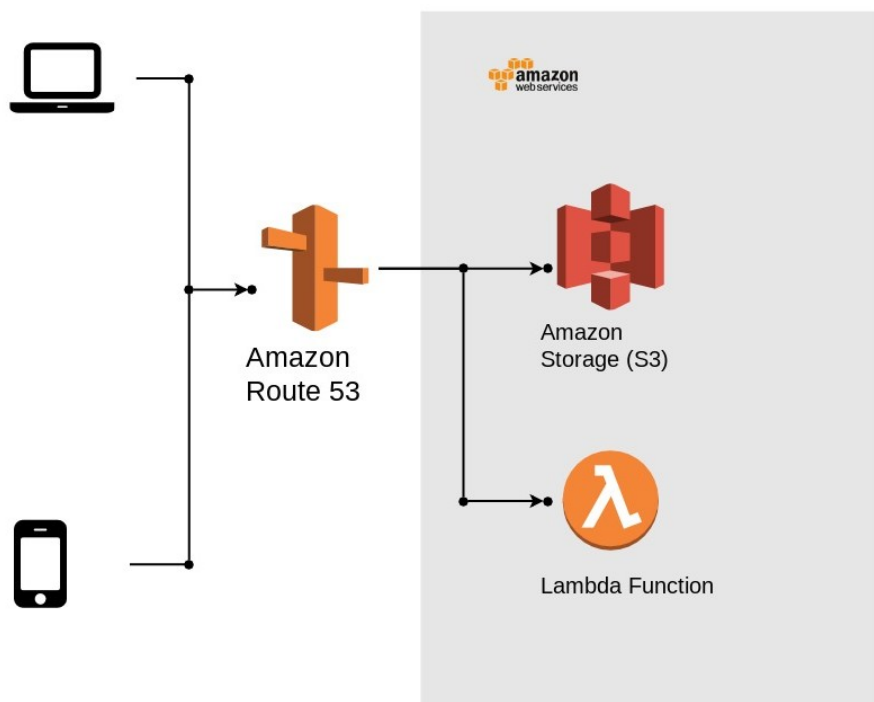 amazon
webservices
Amazon
Route 53
Amazon
Storage (S3)
Lambda Function